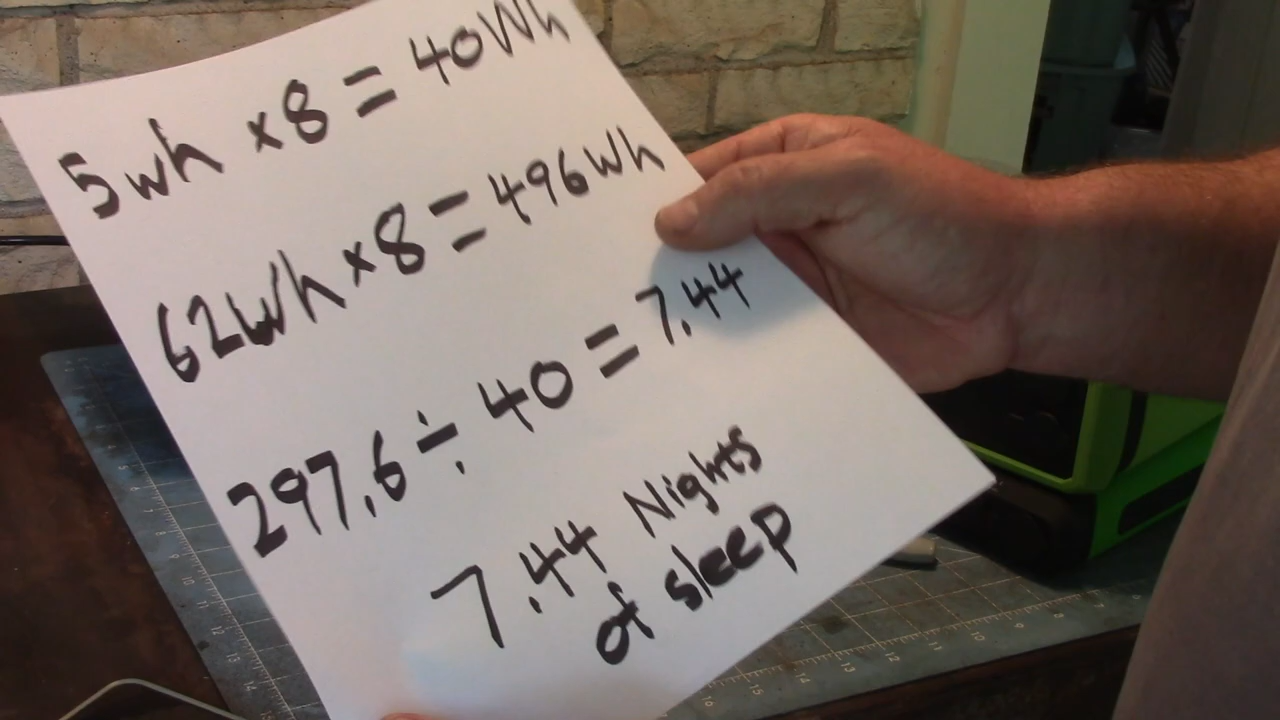 5wh x8 = 40Wh
62Wh x8 = 496Wh
297.6 ÷ 40 = 7.44
7.44 Nights
of sleep